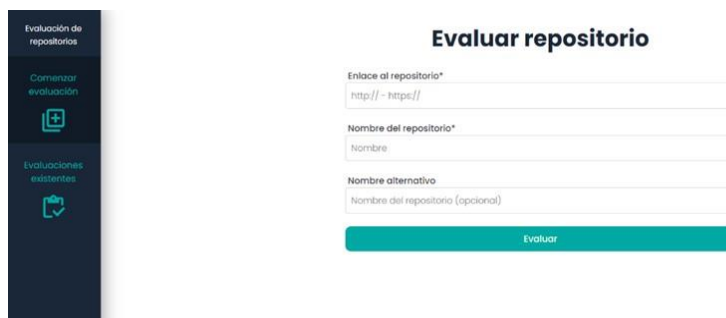 Evaluación de
repositorios
Comenzar
evaluación
Evaluaciones
existentes
Evaluar repositorio
Enlace al repositorio*
http:// - https://
Nombre del repositorio*
Nombre
Nombre alternativo
Nombre del repositorio (opcional)
Evaluar